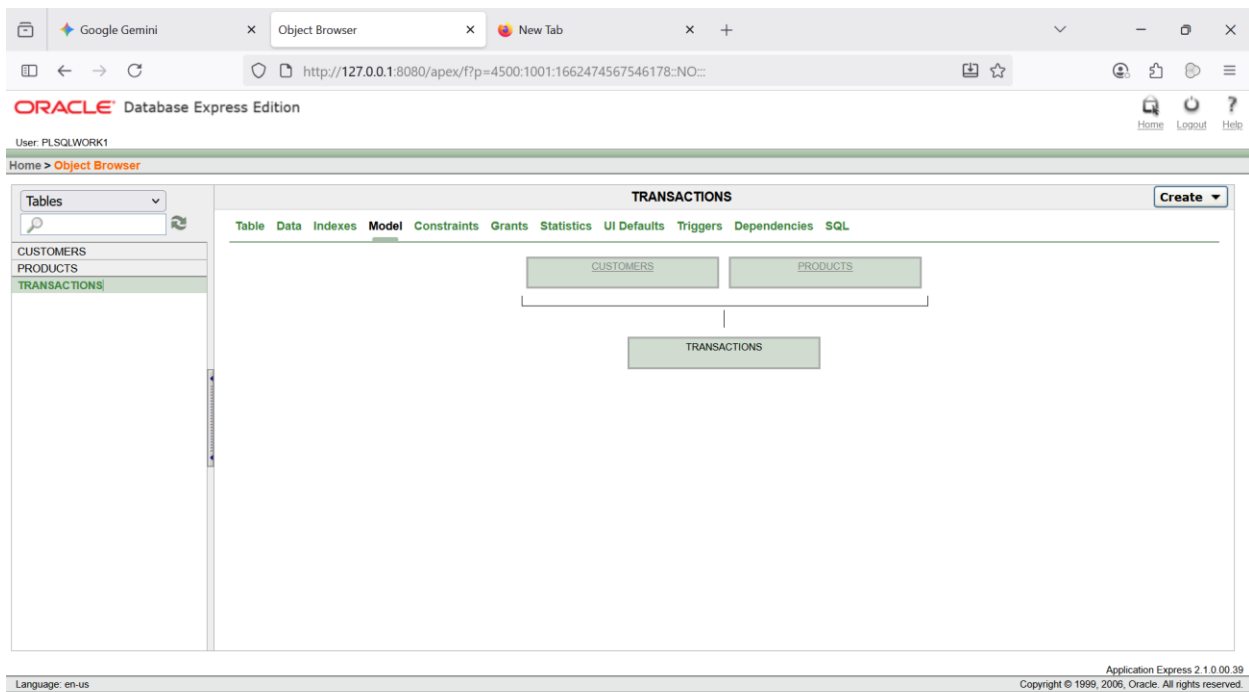 Google Gemini
Object Browser
New Tab
http://127.0.0.1:8080/apex/f?p=4500:1001:1662474567546178::NO:::
ORACLE Database Express Edition
Home Logout Help
User: PLSQLWORK1
Home > Object Browser
Tables
TRANSACTIONS
Create
Table Data Indexes Model Constraints Grants Statistics UI Defaults Triggers Dependencies SQL
CUSTOMERS
PRODUCTS
TRANSACTIONS
CUSTOMERS PRODUCTS
TRANSACTIONS
Application Express 2.1.0.00.39
Language: en-us
Copyright © 1999, 2006, Oracle. All rights reserved.